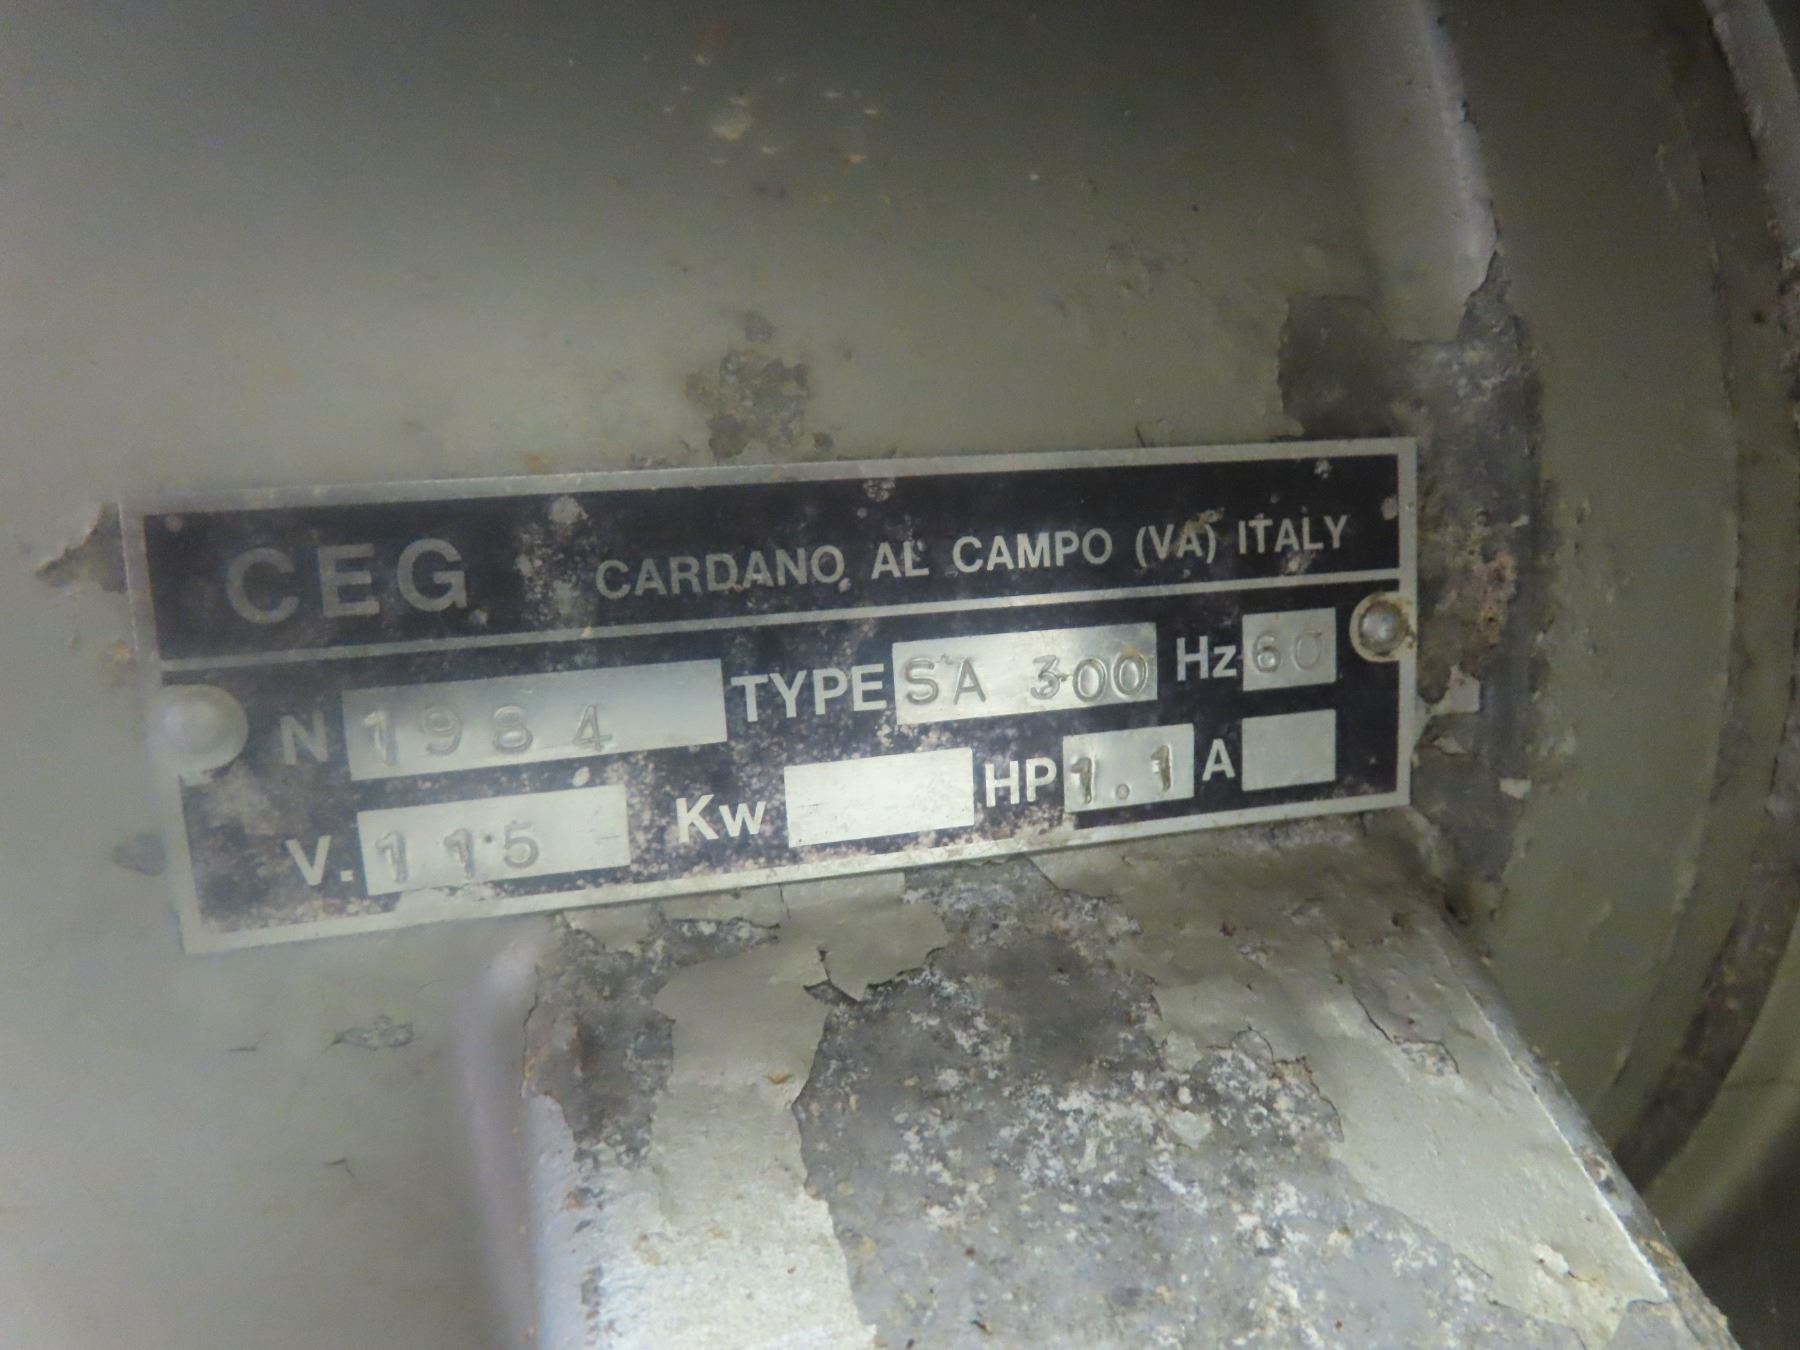 CEG CARDANO AL CAMPO (VA) ITALY
N 1984 TYPE SA 300 Hz 60
V. 115 Kw HP 1.1 A